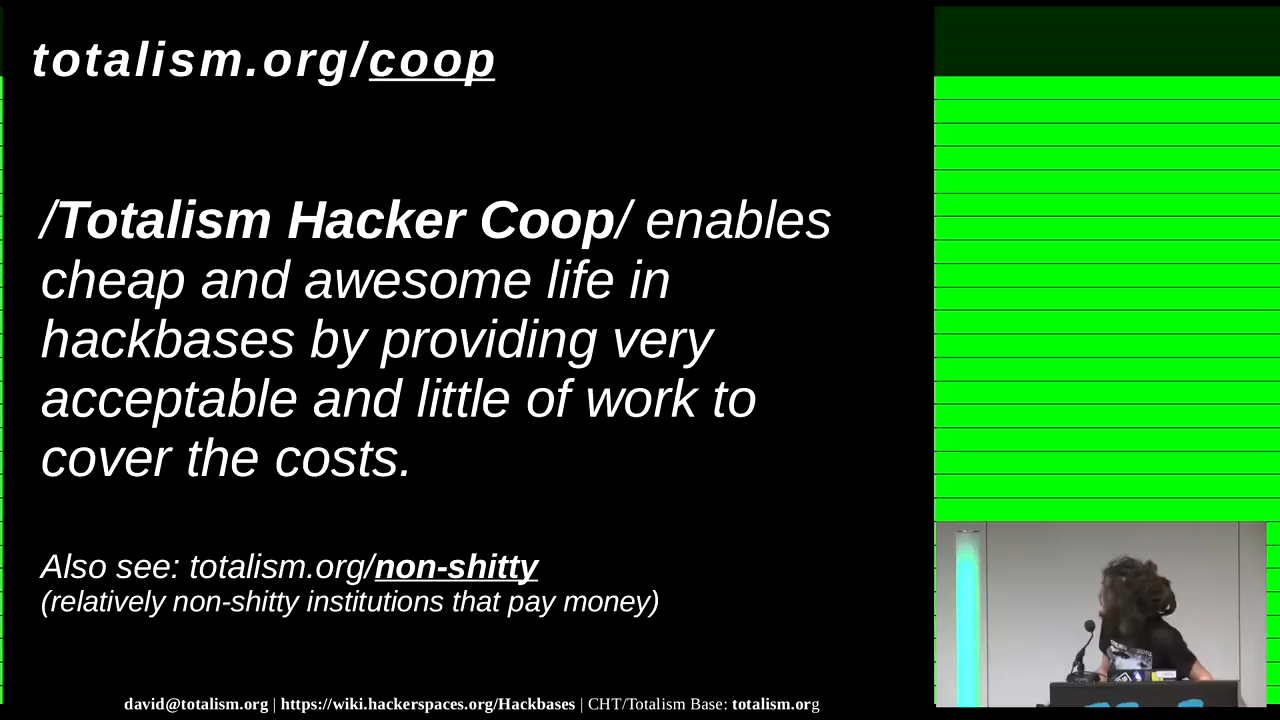 totalism.org/coop
/Totalism Hacker Coop/ enables
cheap and awesome life in
hackbases by providing very
acceptable and little of work to
cover the costs.
Also see: totalism.org/non-shitty
(relatively non-shitty institutions that pay money)
david@totalism.org | https://wiki.hackerspaces.org/Hackbases | CHT/Totalism Base: totalism.org